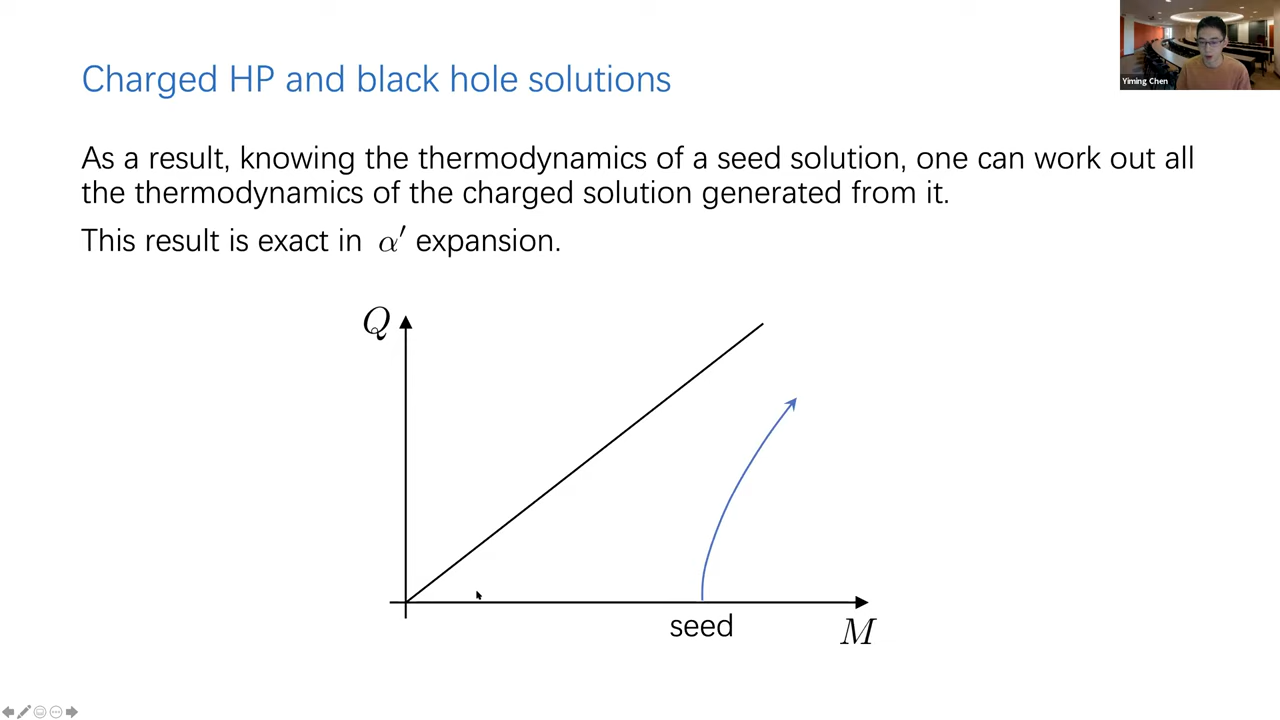 Yiming Chen
Charged HP and black hole solutions
As a result, knowing the thermodynamics of a seed solution, one can work out all
the thermodynamics of the charged solution generated from it.
This result is exact in α′ expansion.
Q
seed
M